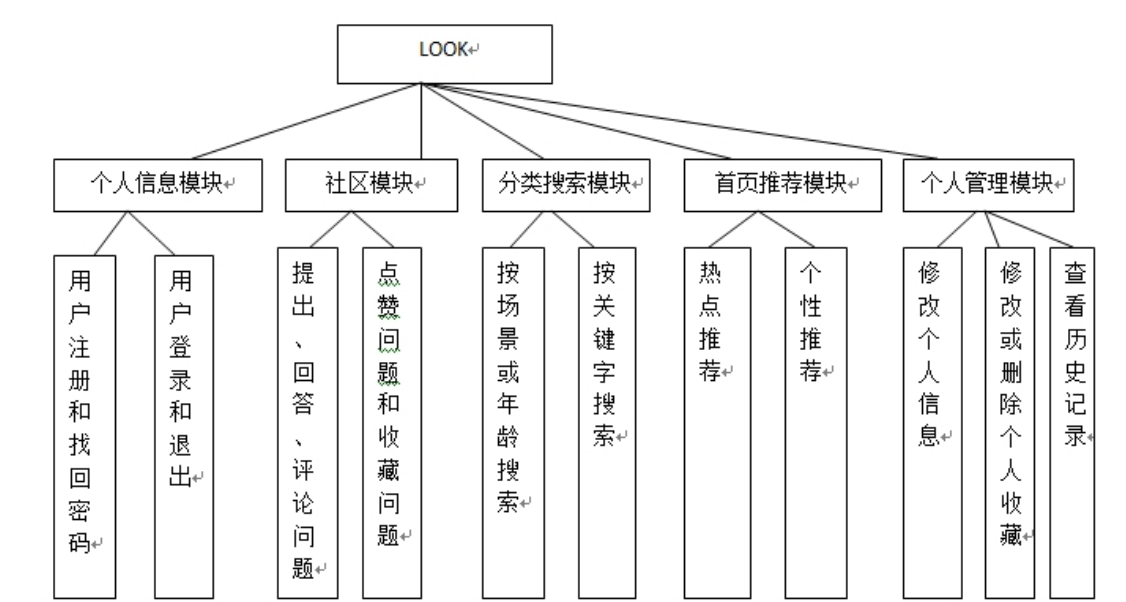 LOOK
个人信息模块
社区模块
分类搜索模块
首页推荐模块
个人管理模块
用户注册和找回密码
用户登录和退出
提出、回答、评论问题
点赞问题和收藏问题
按场景或年龄搜索
按关键字搜索
热点推荐
个性推荐
修改个人信息
修改或删除个人收藏
查看历史记录